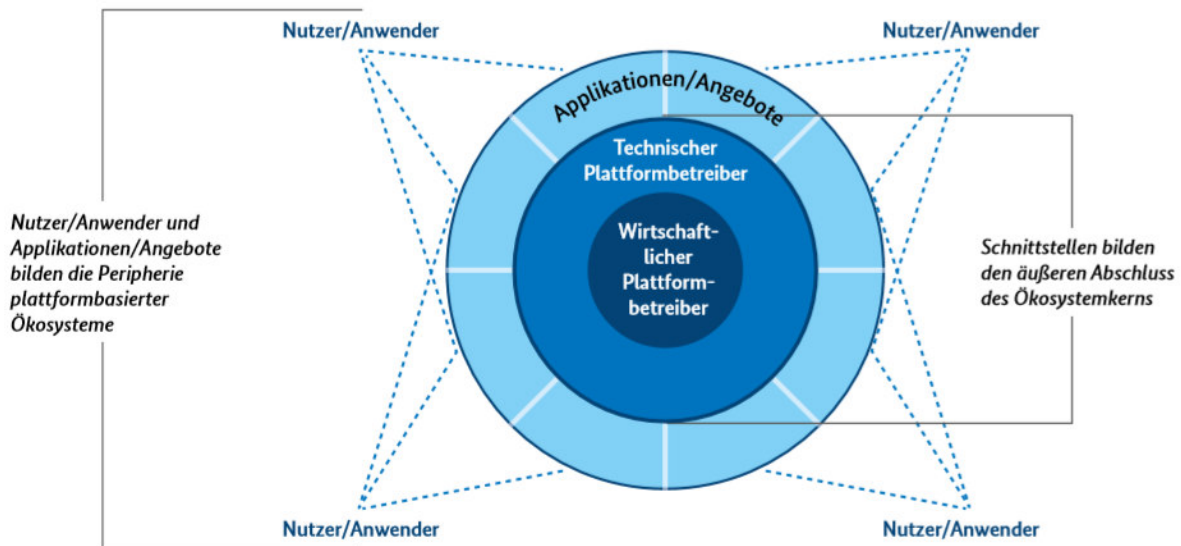 Nutzer/Anwender
Nutzer/Anwender
Applikationen/Angebote
Technischer
Plattformbetreiber
Wirtschaft-
licher
Plattform-
betreiber
Nutzer/Anwender und
Applikationen/Angebote
bilden die Peripherie
plattformbasierter
Ökosysteme
Schnittstellen bilden
den äußeren Abschluss
des Ökosystemkerns
Nutzer/Anwender
Nutzer/Anwender